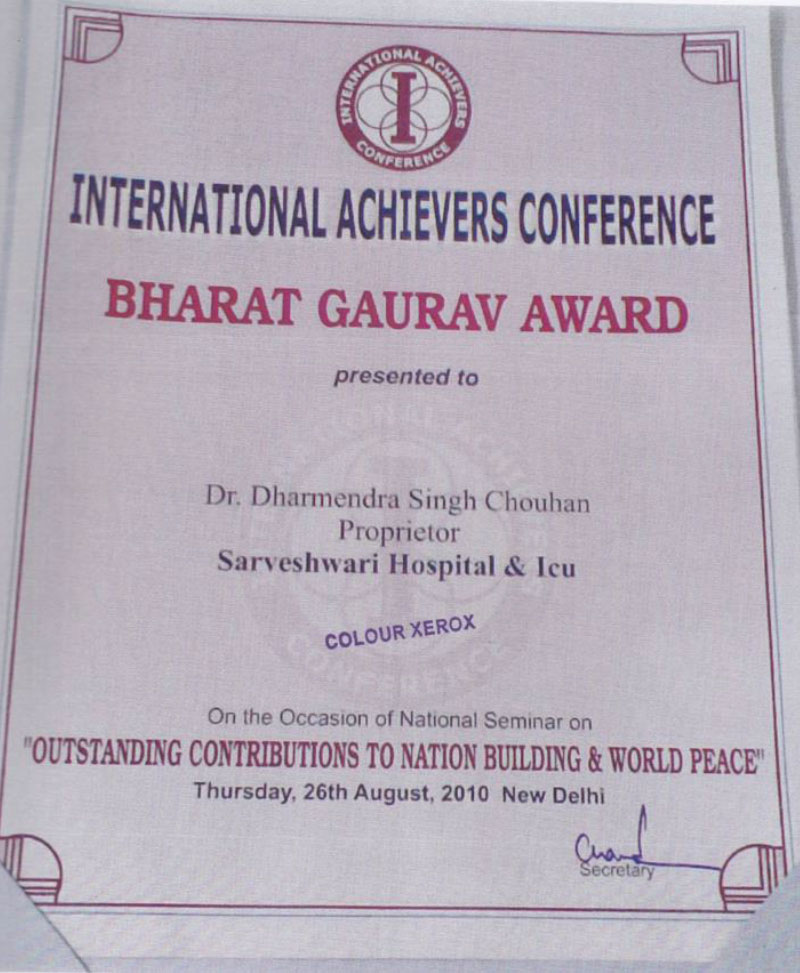 INTERNATIONAL ACHIEVERS
I
CONFERENCE
INTERNATIONAL ACHIEVERS CONFERENCE
BHARAT GAURAV AWARD
presented to
Dr. Dharmendra Singh Chouhan
Proprietor
Sarveshwari Hospital & Icu
COLOUR XEROX
On the Occasion of National Seminar on
"OUTSTANDING CONTRIBUTIONS TO NATION BUILDING & WORLD PEACE"
Thursday, 26th August, 2010 New Delhi
Secretary